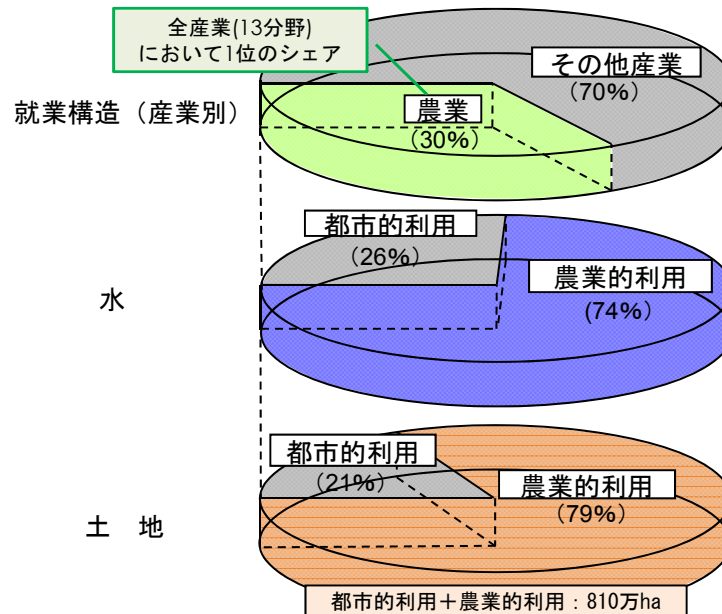 全産業(13分野)
において1位のシェア
その他産業
(70%)
就業構造（産業別）
農業
(30%)
都市的利用
(26%)
農業的利用
(74%)
水
都市的利用
(21%)
農業的利用
(79%)
土　地
都市的利用＋農業的利用：810万ha